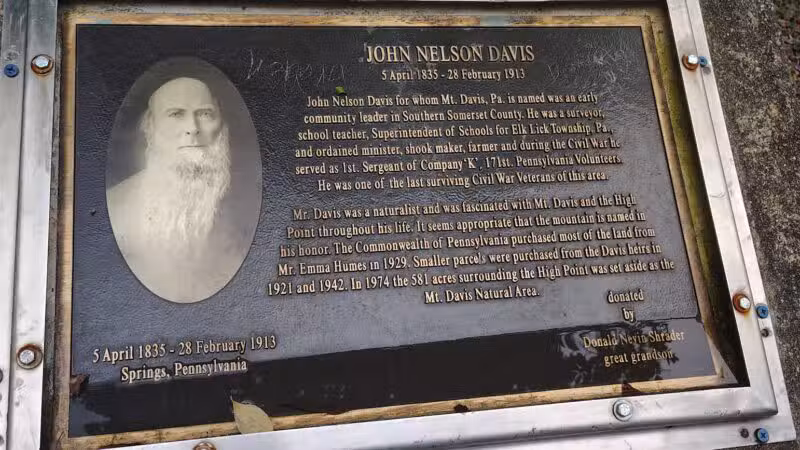 JOHN NELSON DAVIS
5 April 1835 - 28 February 1913
John Nelson Davis for whom Mt. Davis, Pa. is named was an early
community leader in Southern Somerset County. He was a surveyor,
school teacher, Superintendent of Schools for Elk Lick Township, Pa.,
and ordained minister, shook maker, farmer and during the Civil War he
served as 1st. Sergeant of Company 'K', 171st. Pennsylvania Volunteers.
He was one of the last surviving Civil War Veterans of this area.
Mr. Davis was a naturalist and was fascinated with Mt. Davis and the High
Point throughout his life. It seems appropriate that the mountain is named in
his honor. The Commonwealth of Pennsylvania purchased most of the land from
Mr. Emma Humes in 1929. Smaller parcels were purchased from the Davis heirs in
1921 and 1942. In 1974 the 581 acres surrounding the High Point was set aside as the
Mt. Davis Natural Area.
donated
by
Donald Nevin Shrader
great grandson
5 April 1835 - 28 February 1913
Springs, Pennsylvania